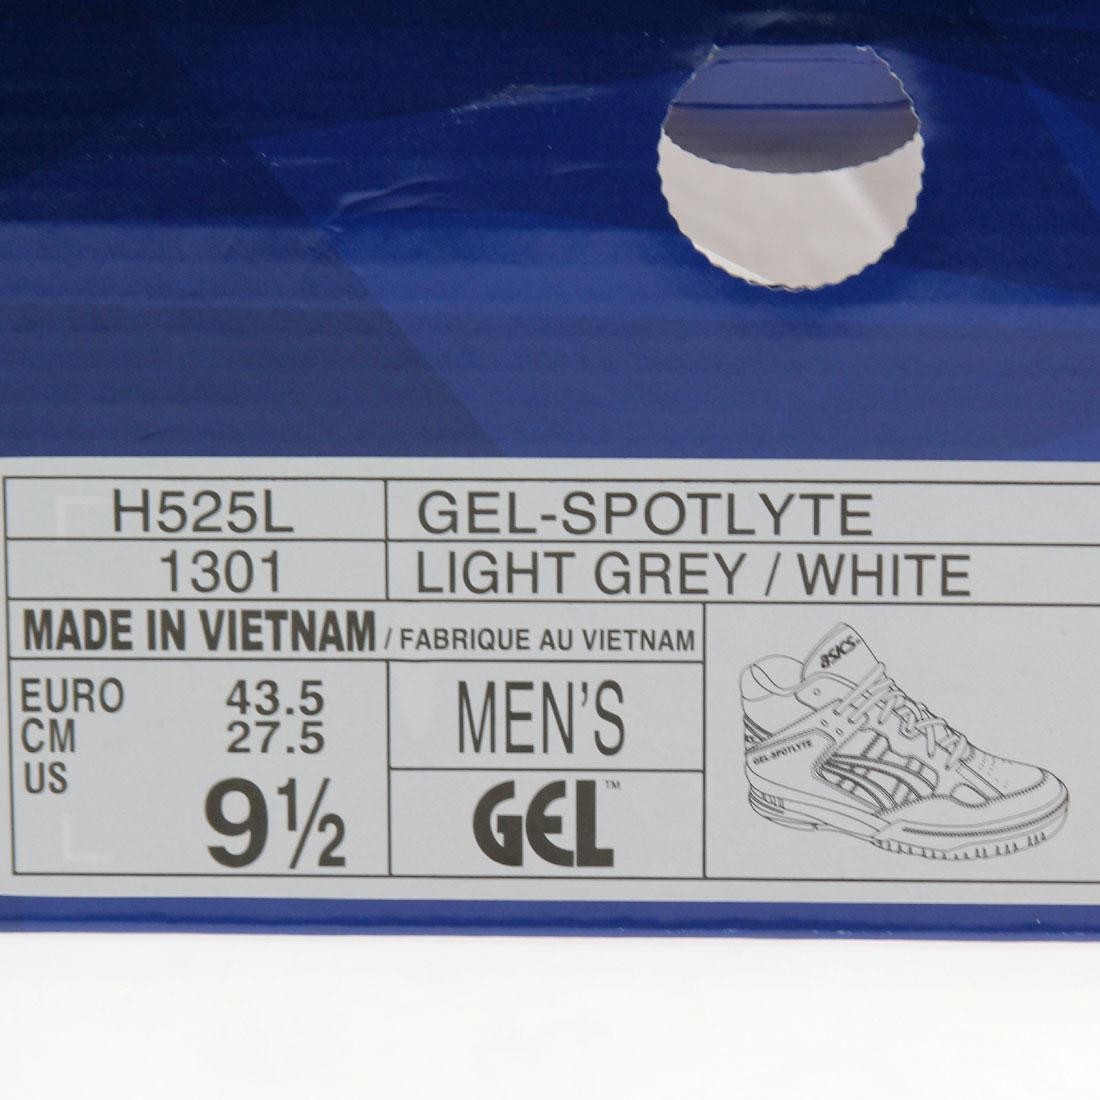 H525L GEL-SPOTLYTE
1301 LIGHT GREY / WHITE
MADE IN VIETNAM / FABRIQUE AU VIETNAM
EURO 43.5
CM 27.5
US 9½
MEN'S
GEL™
asics
GEL-SPOTLYTE